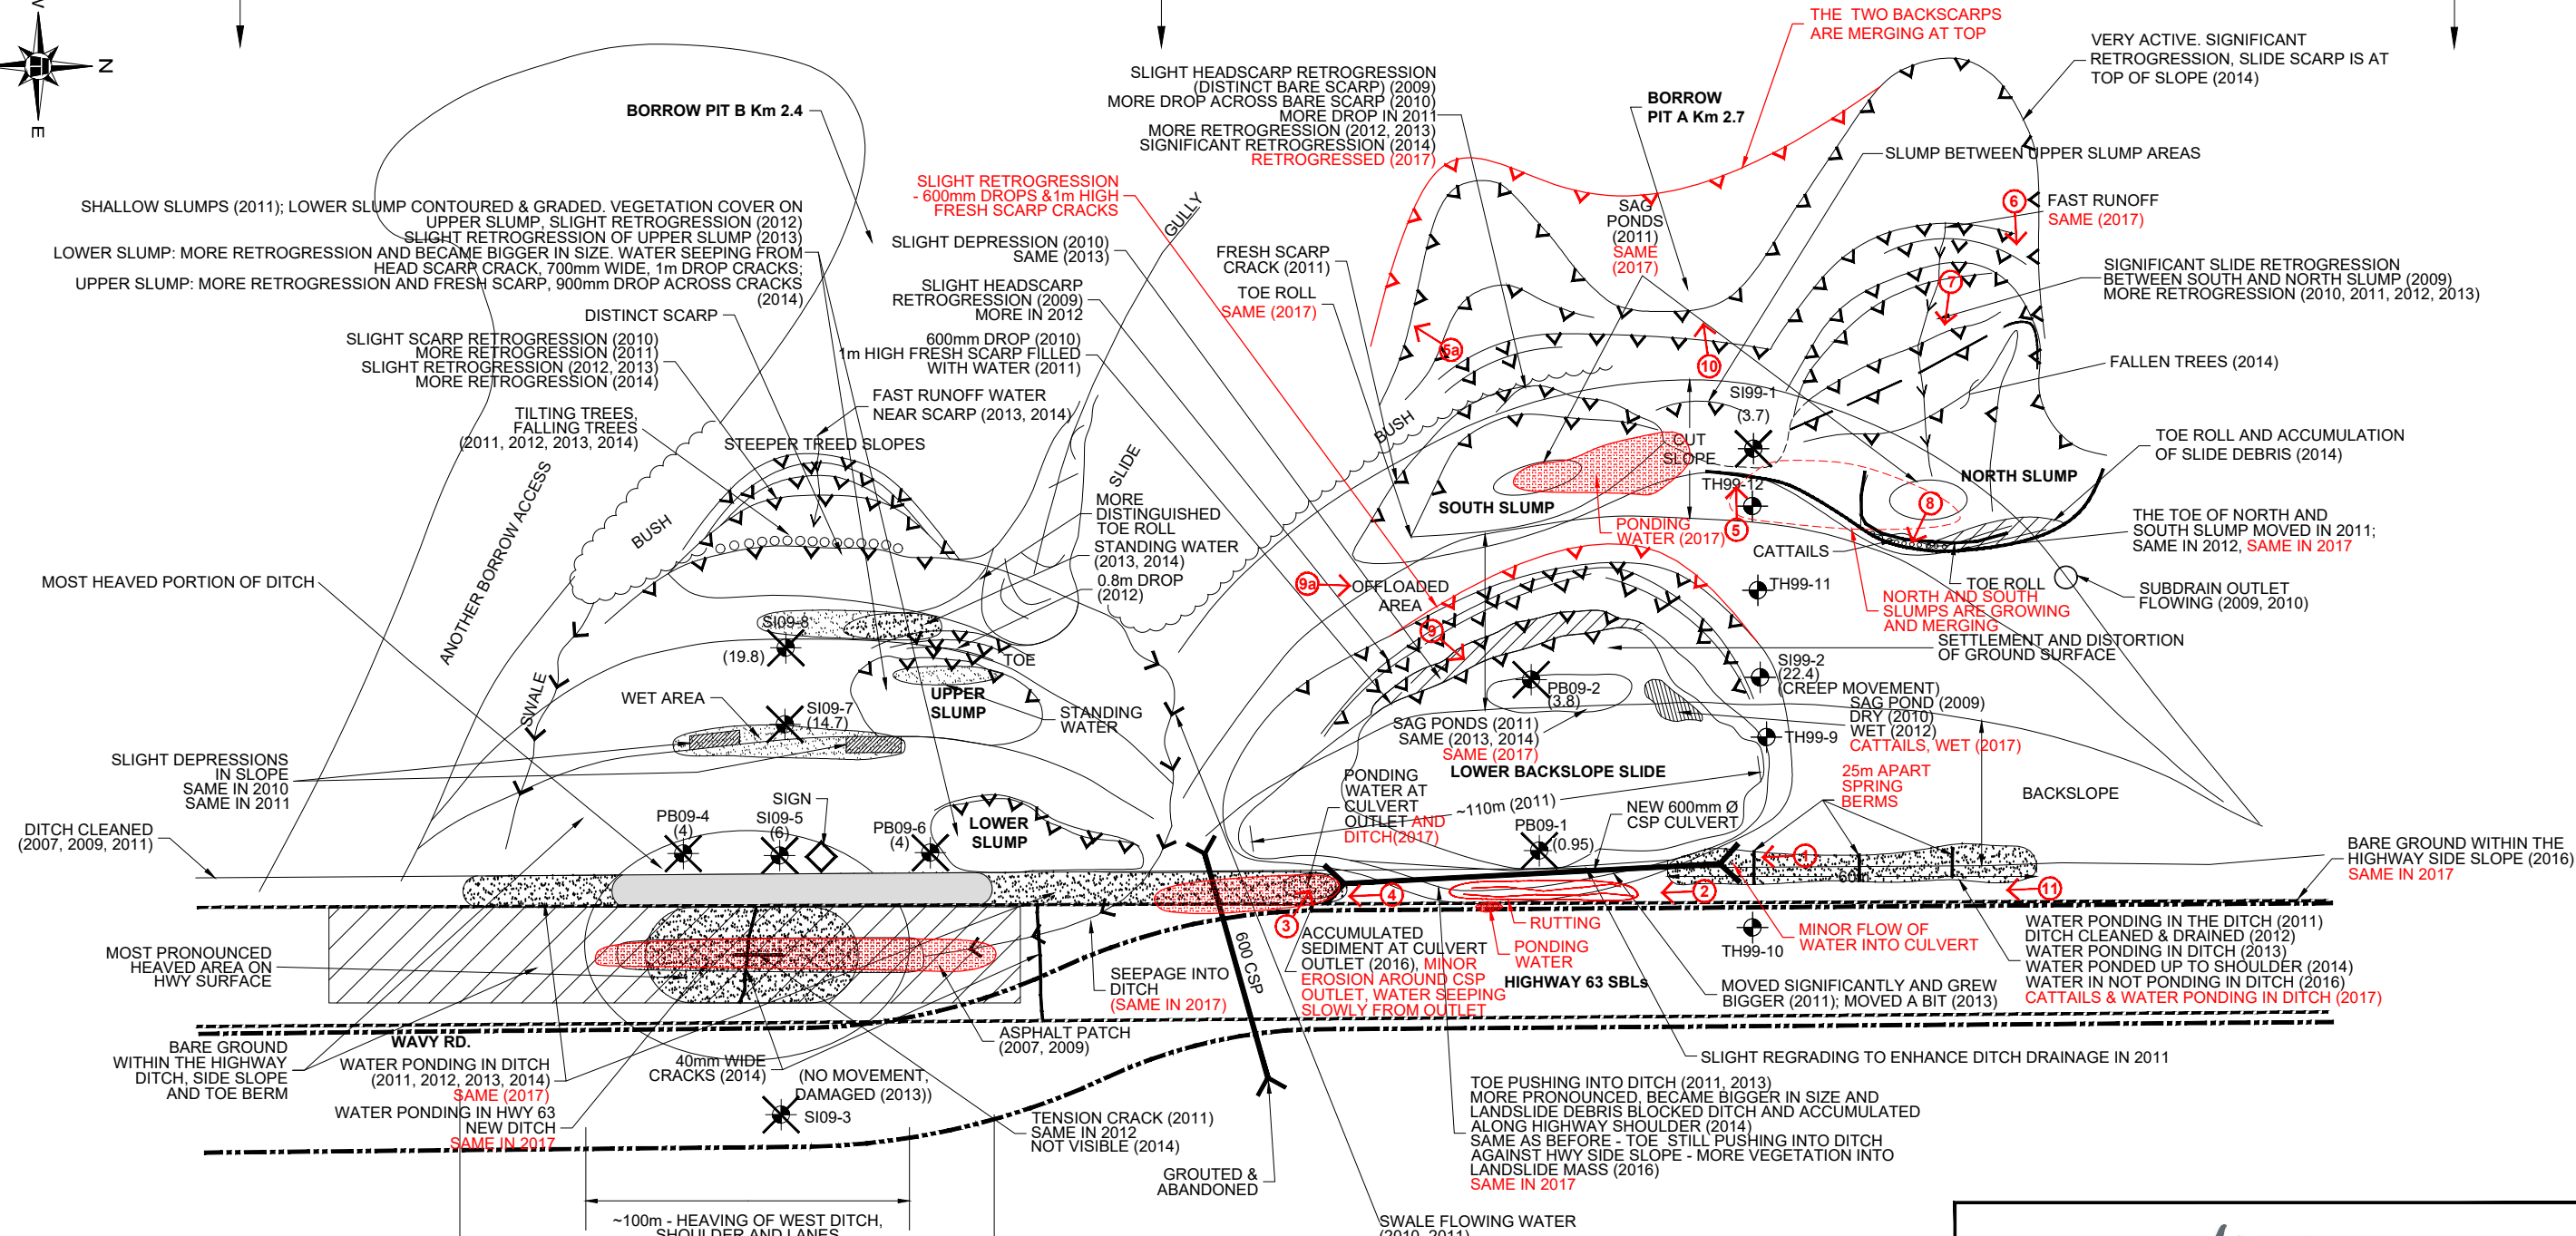 N
E
BORROW PIT B Km 2.4
SHALLOW SLUMPS (2011); LOWER SLUMP CONTOURED & GRADED. VEGETATION COVER ON
UPPER SLUMP, SLIGHT RETROGRESSION (2012)
SLIGHT RETROGRESSION OF UPPER SLUMP (2013)
LOWER SLUMP: MORE RETROGRESSION AND BECAME BIGGER IN SIZE. WATER SEEPING FROM
HEAD SCARP CRACK, 700mm WIDE, 1m DROP CRACKS;
UPPER SLUMP: MORE RETROGRESSION AND FRESH SCARP, 900mm DROP ACROSS CRACKS
(2014)
DISTINCT SCARP
SLIGHT SCARP RETROGRESSION (2010)
MORE RETROGRESSION (2011)
SLIGHT RETROGRESSION (2012, 2013)
MORE RETROGRESSION (2014)
TILTING TREES,
FALLING TREES
(2011, 2012, 2013, 2014)
FAST RUNOFF WATER
NEAR SCARP (2013, 2014)
STEEPER TREED SLOPES
BUSH
ANOTHER BORROW ACCESS
SWALE
MOST HEAVED PORTION OF DITCH
SLIGHT DEPRESSIONS
IN SLOPE
SAME IN 2010
SAME IN 2011
DITCH CLEANED
(2007, 2009, 2011)
WET AREA
SI09-8
(19.8)
SI09-7
(14.7)
UPPER
SLUMP
TOE
STANDING
WATER
SIGN
PB09-4
(4)
SI09-5
(6)
PB09-6
(4)
LOWER
SLUMP
MORE
DISTINGUISHED
TOE ROLL
STANDING WATER
(2013, 2014)
0.8m DROP
(2012)
SLIDE
GULLY
SLIGHT RETROGRESSION
- 600mm DROPS &1m HIGH
FRESH SCARP CRACKS
SLIGHT DEPRESSION (2010)
SAME (2013)
SLIGHT HEADSCARP
RETROGRESSION (2009)
MORE IN 2012
600mm DROP (2010)
1m HIGH FRESH SCARP FILLED
WITH WATER (2011)
SLIGHT HEADSCARP RETROGRESSION
(DISTINCT BARE SCARP) (2009)
MORE DROP ACROSS BARE SCARP (2010)
MORE DROP IN 2011
MORE RETROGRESSION (2012, 2013)
SIGNIFICANT RETROGRESSION (2014)
RETROGRESSED (2017)
FRESH SCARP
CRACK (2011)
TOE ROLL
SAME (2017)
THE TWO BACKSCARPS
ARE MERGING AT TOP
BORROW
PIT A Km 2.7
VERY ACTIVE. SIGNIFICANT
RETROGRESSION, SLIDE SCARP IS AT
TOP OF SLOPE (2014)
SLUMP BETWEEN UPPER SLUMP AREAS
SAG
PONDS
(2011)
SAME
(2017)
6
FAST RUNOFF
SAME (2017)
7
SIGNIFICANT SLIDE RETROGRESSION
BETWEEN SOUTH AND NORTH SLUMP (2009)
MORE RETROGRESSION (2010, 2011, 2012, 2013)
5a
10
FALLEN TREES (2014)
SI99-1
(3.7)
BUSH
CUT
SLOPE
TOE ROLL AND ACCUMULATION
OF SLIDE DEBRIS (2014)
NORTH SLUMP
TH99-12
SOUTH SLUMP
8
5
PONDING
WATER (2017)
THE TOE OF NORTH AND
SOUTH SLUMP MOVED IN 2011;
SAME IN 2012, SAME IN 2017
CATTAILS
TOE ROLL
9a
OFFLOADED
AREA
TH99-11
NORTH AND SOUTH
SLUMPS ARE GROWING
AND MERGING
SUBDRAIN OUTLET
FLOWING (2009, 2010)
9
SETTLEMENT AND DISTORTION
OF GROUND SURFACE
SI99-2
(22.4)
(CREEP MOVEMENT)
PB09-2
(3.8)
SAG POND (2009)
DRY (2010)
WET (2012)
CATTAILS, WET (2017)
SAG PONDS (2011)
SAME (2013, 2014)
SAME (2017)
TH99-9
LOWER BACKSLOPE SLIDE
25m APART
SPRING
BERMS
BACKSLOPE
PONDING
WATER AT
CULVERT
OUTLET AND
DITCH(2017)
~110m (2011)
NEW 600mm Ø
CSP CULVERT
PB09-1
(0.95)
1
60m
2
11
4
3
BARE GROUND WITHIN THE
HIGHWAY SIDE SLOPE (2016)
SAME IN 2017
RUTTING
PONDING
WATER
TH99-10
MINOR FLOW OF
WATER INTO CULVERT
WATER PONDING IN THE DITCH (2011)
DITCH CLEANED & DRAINED (2012)
WATER PONDING IN DITCH (2013)
WATER PONDED UP TO SHOULDER (2014)
WATER IN NOT PONDING IN DITCH (2016)
CATTAILS & WATER PONDING IN DITCH (2017)
ACCUMULATED
SEDIMENT AT CULVERT
OUTLET (2016), MINOR
EROSION AROUND CSP
OUTLET, WATER SEEPING
SLOWLY FROM OUTLET
HIGHWAY 63 SBLs
MOVED SIGNIFICANTLY AND GREW
BIGGER (2011); MOVED A BIT (2013)
600 CSP
SEEPAGE INTO
DITCH
(SAME IN 2017)
MOST PRONOUNCED
HEAVED AREA ON
HWY SURFACE
ASPHALT PATCH
(2007, 2009)
SLIGHT REGRADING TO ENHANCE DITCH DRAINAGE IN 2011
BARE GROUND
WITHIN THE HIGHWAY
DITCH, SIDE SLOPE
AND TOE BERM
WAVY RD.
WATER PONDING IN DITCH
(2011, 2012, 2013, 2014)
SAME (2017)
WATER PONDING IN HWY 63
NEW DITCH
SAME IN 2017
40mm WIDE
CRACKS (2014)
(NO MOVEMENT,
DAMAGED (2013))
SI09-3
TENSION CRACK (2011)
SAME IN 2012
NOT VISIBLE (2014)
TOE PUSHING INTO DITCH (2011, 2013)
MORE PRONOUNCED, BECAME BIGGER IN SIZE AND
LANDSLIDE DEBRIS BLOCKED DITCH AND ACCUMULATED
ALONG HIGHWAY SHOULDER (2014)
SAME AS BEFORE - TOE STILL PUSHING INTO DITCH
AGAINST HWY SIDE SLOPE - MORE VEGETATION INTO
LANDSLIDE MASS (2016)
SAME IN 2017
GROUTED &
ABANDONED
~100m - HEAVING OF WEST DITCH,
SHOULDER AND LANES
SWALE FLOWING WATER
(2010, 2011)